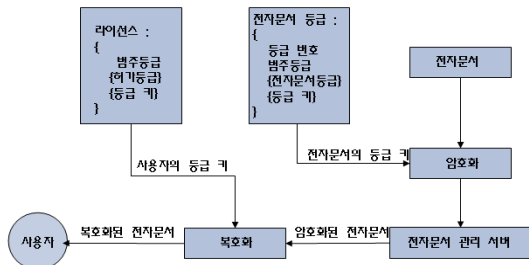 라이선스 :
{
범주등급
{허가등급}
{등급 키}
}
전자문서 등급 :
{
등급 번호
범주등급
{전자문서등급}
{등급 키}
}
전자문서
사용자의 등급 키
전자문서의 등급 키
암호화
사용자
복호화된 전자문서
복호화
암호화된 전자문서
전자문서 관리 서버